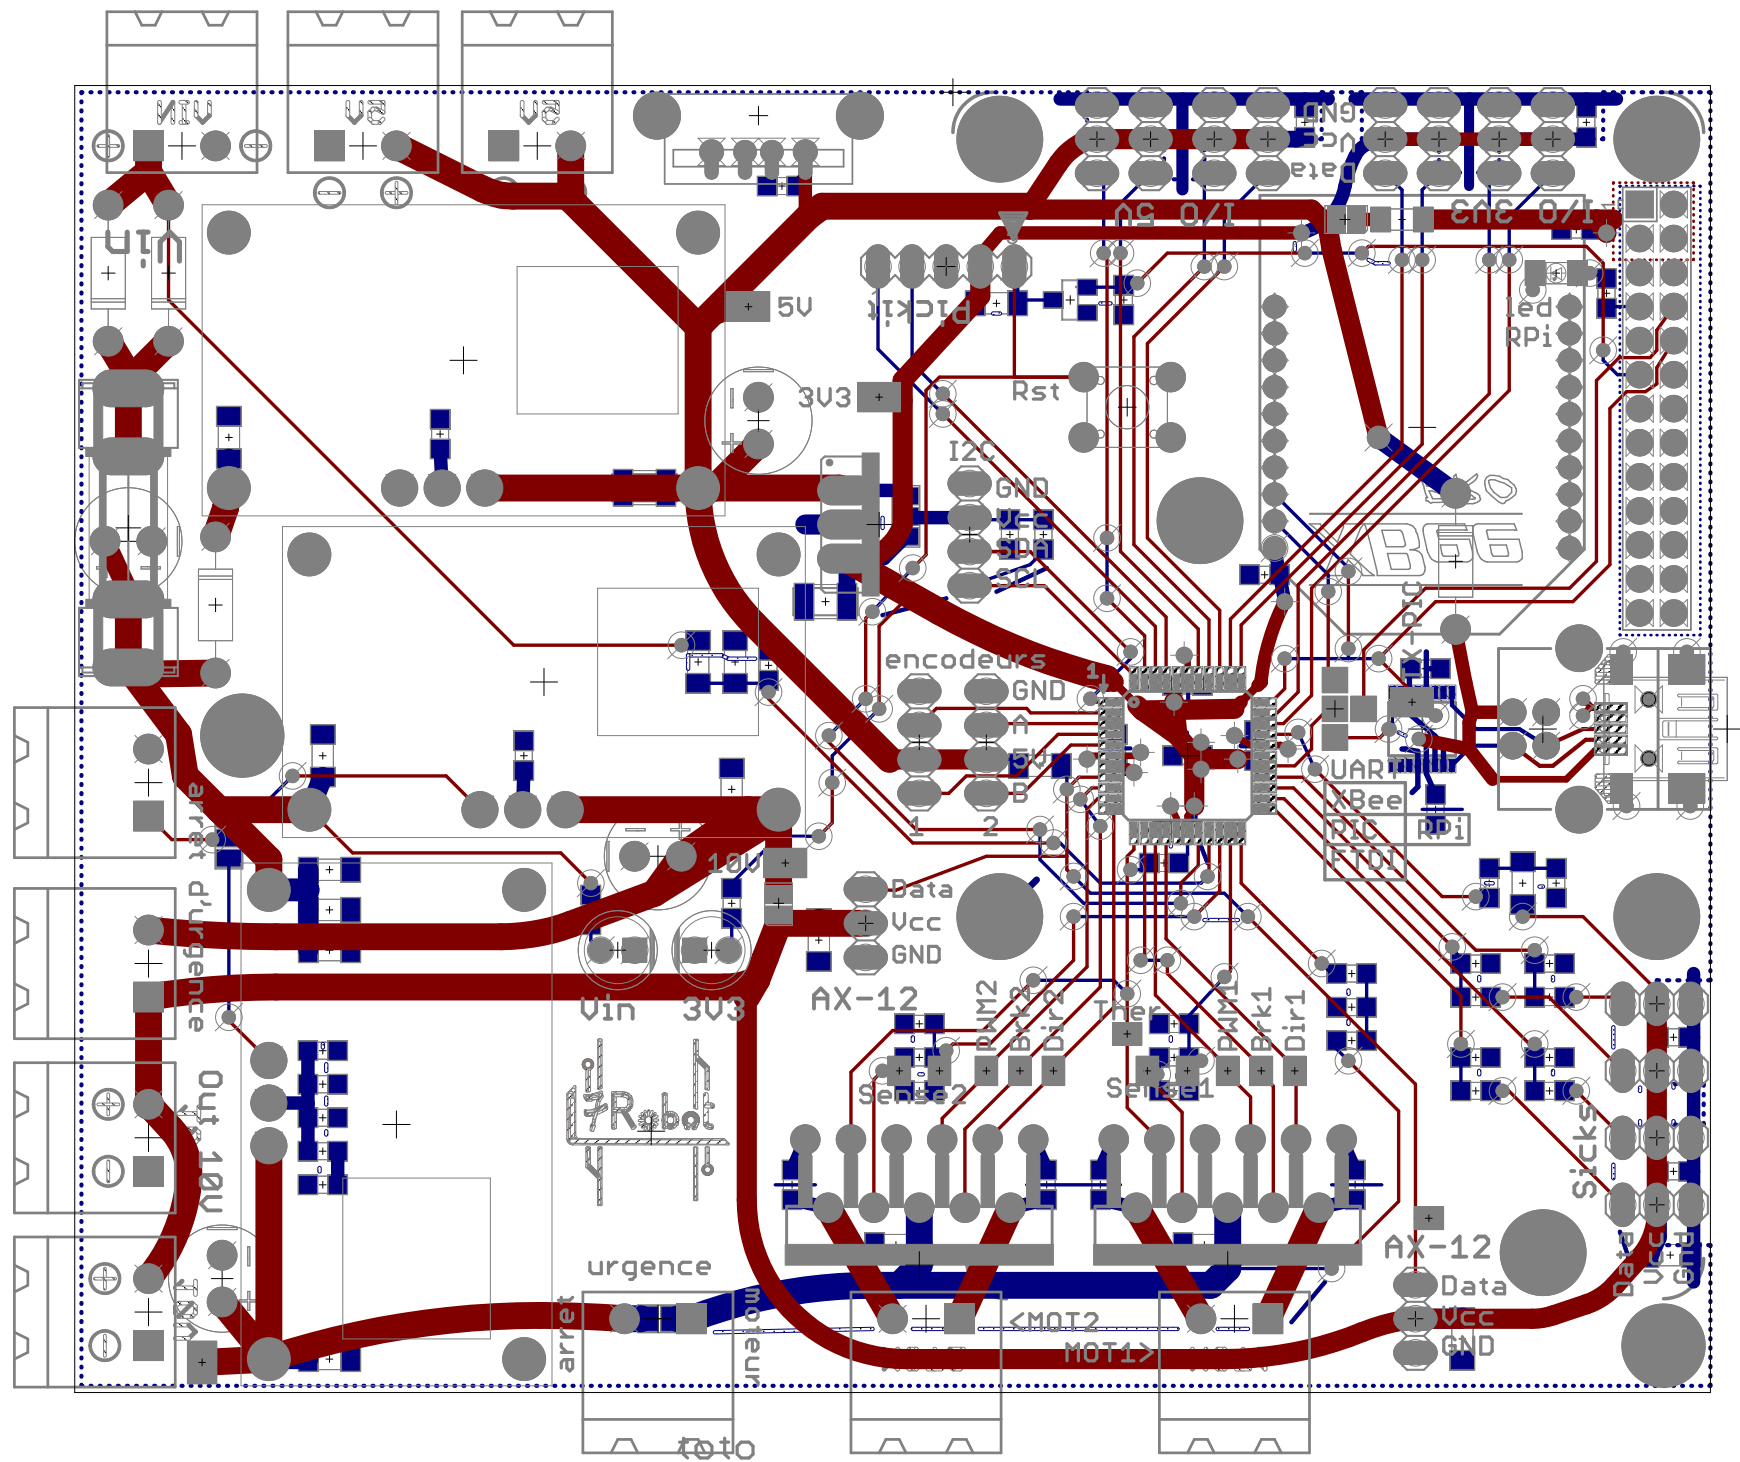 Vin
5V
5V
GND
Vcc
Data
I/O 5V
I/O 3V3
Vin
5V
Pickit
led
RPi
3V3
Rst
I2C
GND
Vcc
SDA
SCL
encodeurs
GND
A
5V
B
1 2
1
TX-PIC
UART
XBee
PIC RPi
FTDI
arret d'urgence
10V
Data
Vcc
GND
AX-12
Vin
3V3
PWM2
Brk2
Dir2
Ther
PWM1
Brk1
Dir1
Sense2
Sense1
7Robot
Out 10V
Sicks
Data
Vcc
Gnd
AX-12
Data
Vcc
GND
urgence
arret
moteur
<MOT2
MOT1>
toto